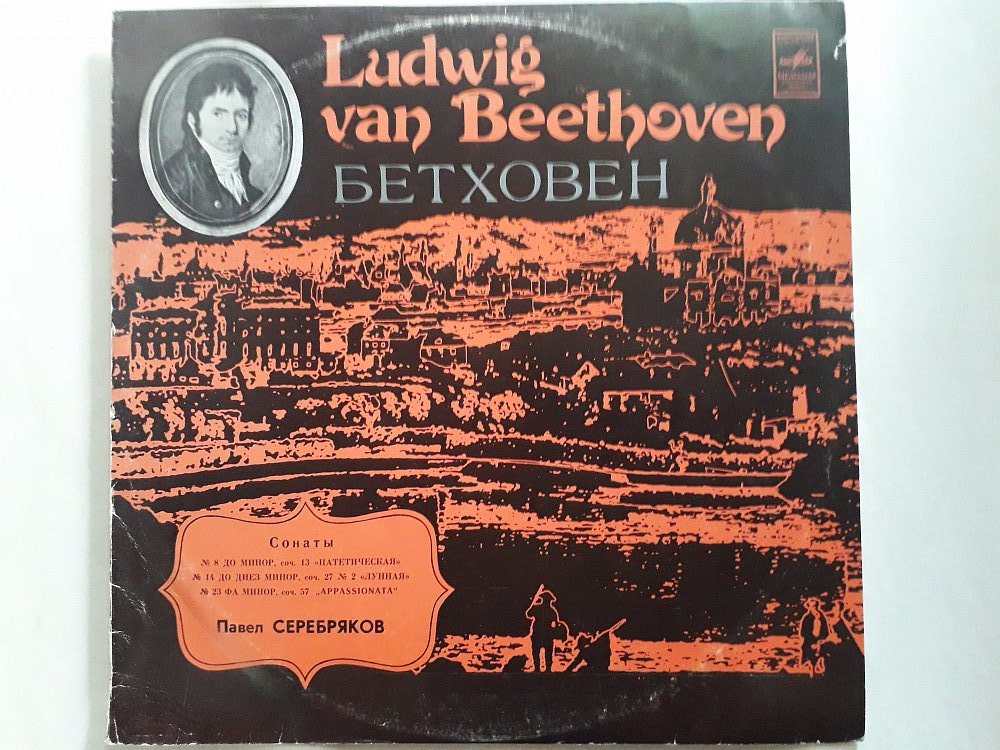 Ludwig
van Beethoven
БЕТХОВЕН
МЕЛОДИЯ
Сонаты
№ 8 ДО МИНОР, соч. 13 «ПАТЕТИЧЕСКАЯ»
№ 14 ДО ДИЕЗ МИНОР, соч. 27 № 2 «ЛУННАЯ»
№ 23 ФА МИНОР, соч. 57 „APPASSIONATA“
Павел СЕРЕБРЯКОВ